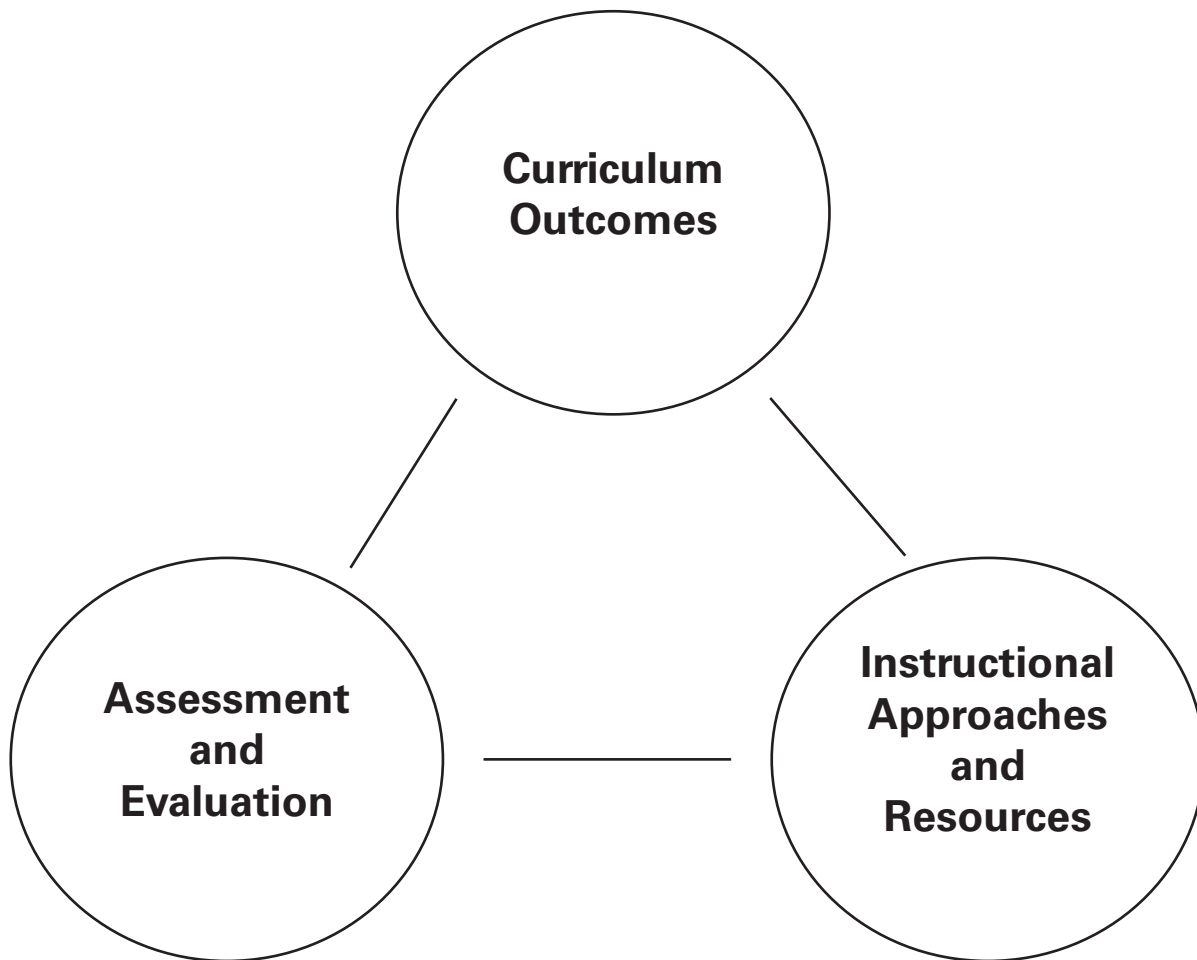 Curriculum
Outcomes
Assessment
and
Evaluation
Instructional
Approaches
and
Resources